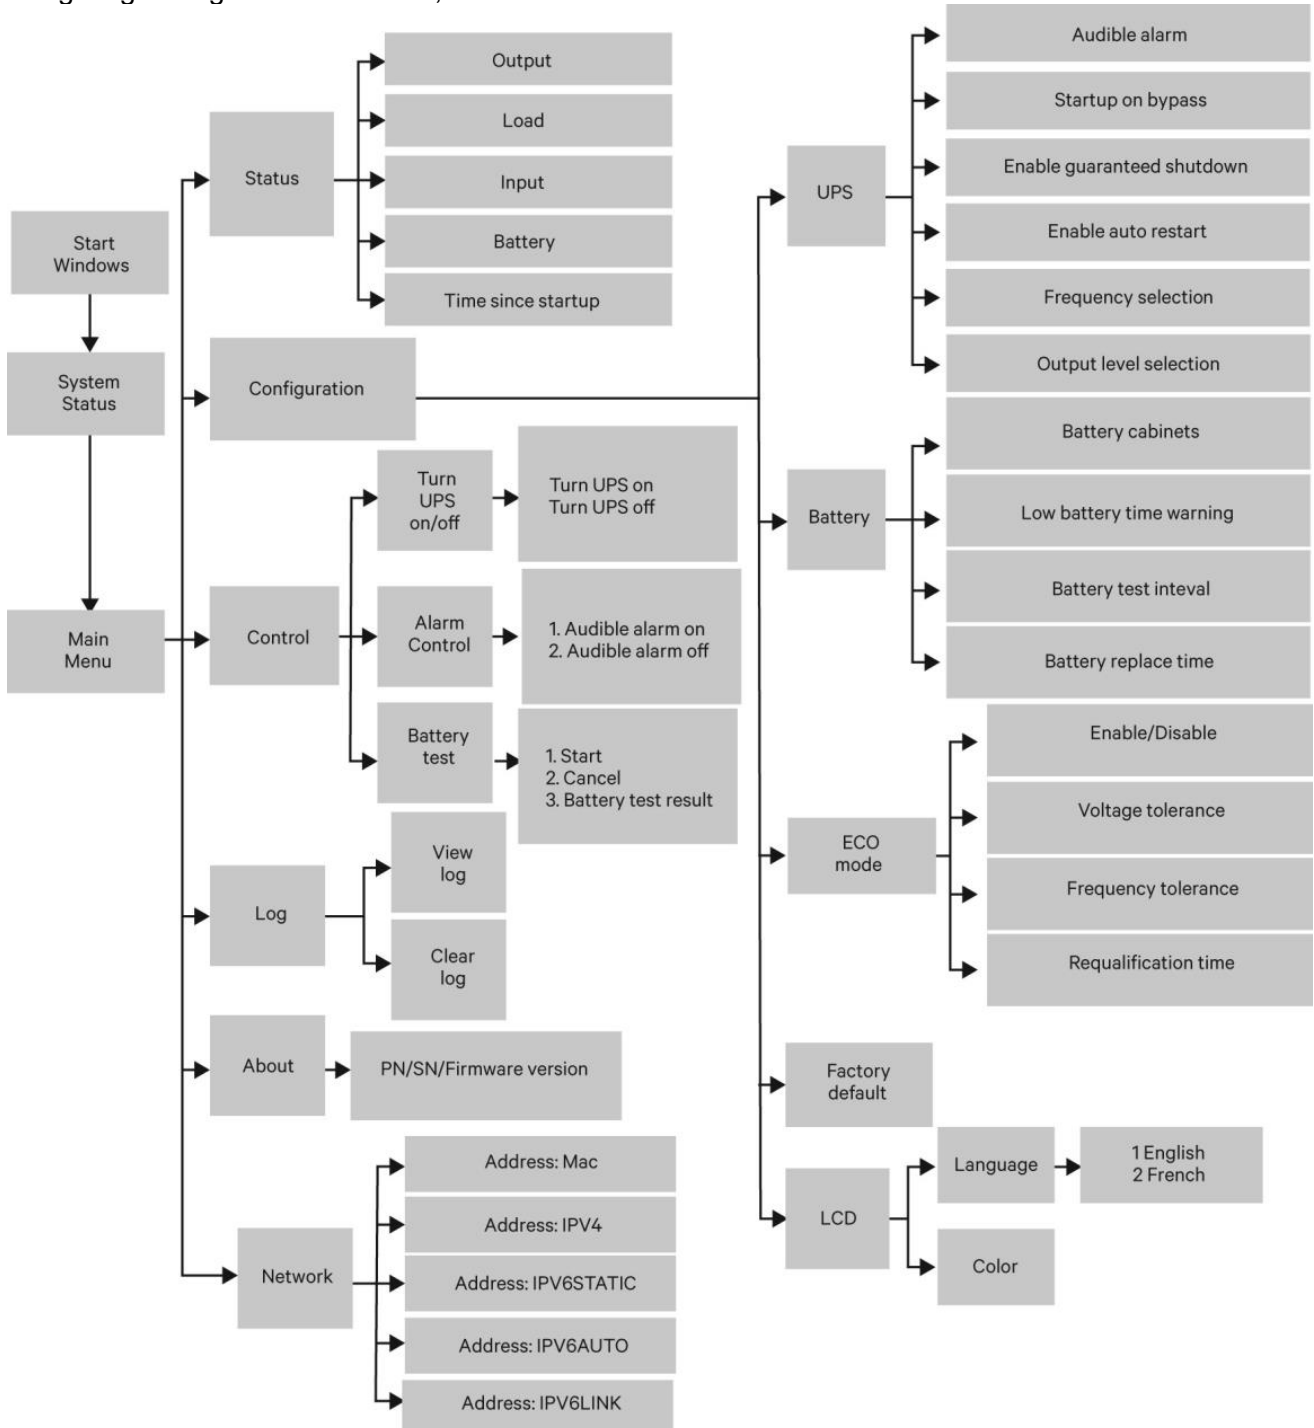 Start
Windows
System
Status
Main
Menu
Status
Output
Load
Input
Battery
Time since startup
Configuration
UPS
Audible alarm
Startup on bypass
Enable guaranteed shutdown
Enable auto restart
Frequency selection
Output level selection
Battery
Battery cabinets
Low battery time warning
Battery test inteval
Battery replace time
ECO
mode
Enable/Disable
Voltage tolerance
Frequency tolerance
Requalification time
Factory
default
LCD
Language
1 English
2 French
Color
Control
Turn
UPS
on/off
Turn UPS on
Turn UPS off
Alarm
Control
1. Audible alarm on
2. Audible alarm off
Battery
test
1. Start
2. Cancel
3. Battery test result
Log
View
log
Clear
log
About
PN/SN/Firmware version
Network
Address: Mac
Address: IPV4
Address: IPV6STATIC
Address: IPV6AUTO
Address: IPV6LINK